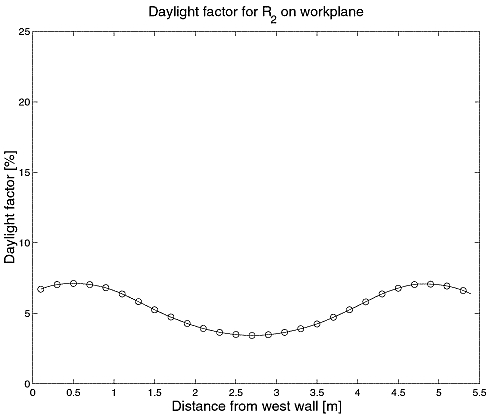 Daylight factor for R2 on workplane
Daylight factor [%]
25
20
15
10
5
0
0 0.5 1 1.5 2 2.5 3 3.5 4 4.5 5 5.5
Distance from west wall [m]